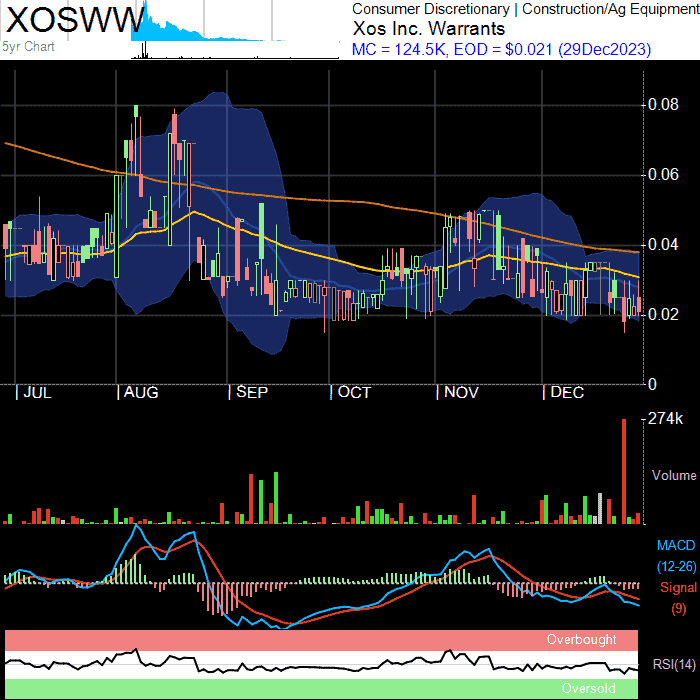 XOSWW
5yr Chart
Consumer Discretionary | Construction/Ag Equipment
Xos Inc. Warrants
MC = 124.5K, EOD = $0.021 (29Dec2023)
0.08
0.06
0.04
0.02
0
| JUL | AUG | SEP | OCT | NOV | DEC
274k
Volume
MACD
(12-26)
Signal
(9)
Overbought
RSI(14)
Oversold